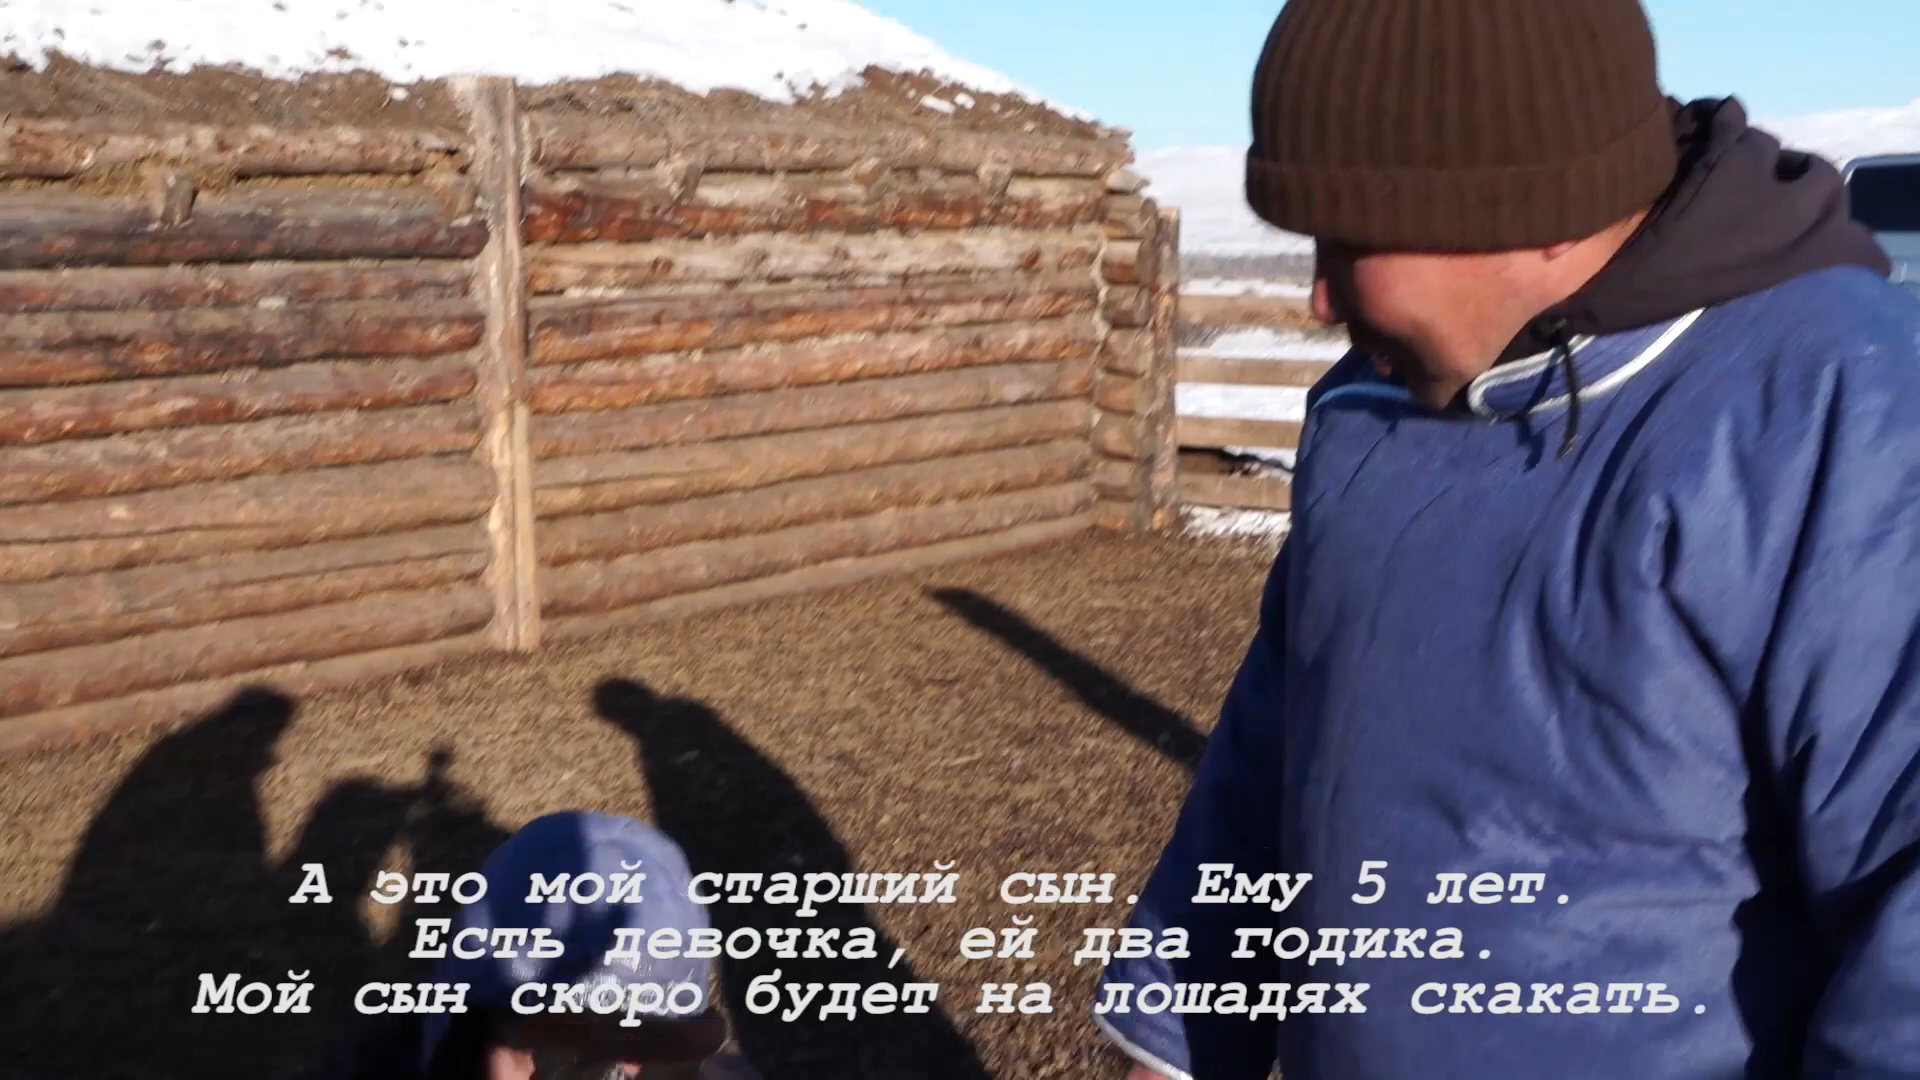 А это мой старший сын. Ему 5 лет.
Есть девочка, ей два годика.
Мой сын скоро будет на лошадях скакать.